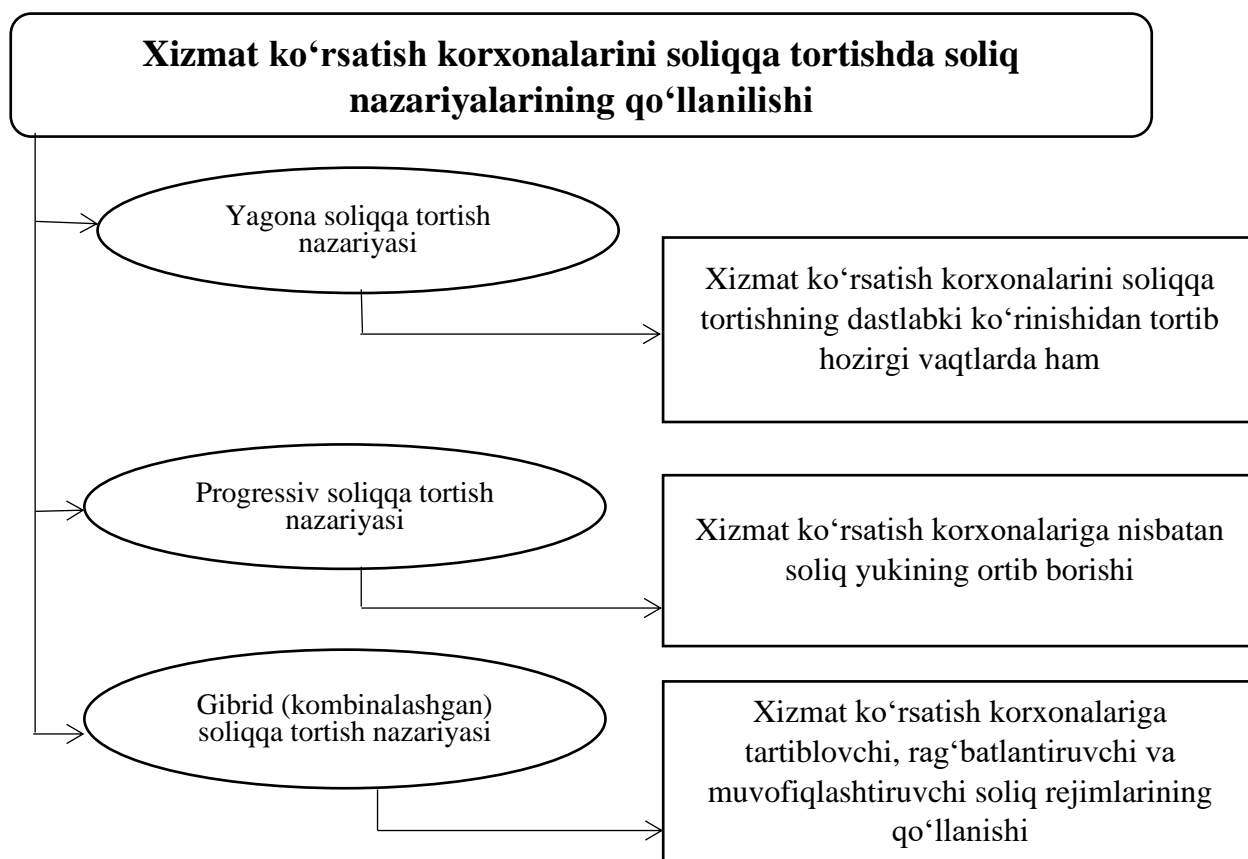 Xizmat ko‘rsatish korxonalarini soliqqa tortishda soliq
nazariyalarining qo‘llanilishi
Yagona soliqqa tortish
nazariyasi
Xizmat ko‘rsatish korxonalarini soliqqa
tortishning dastlabki ko‘rinishidan tortib
hozirgi vaqtlarda ham
Progressiv soliqqa tortish
nazariyasi
Xizmat ko‘rsatish korxonalariga nisbatan
soliq yukining ortib borishi
Gibrid (kombinalashgan)
soliqqa tortish nazariyasi
Xizmat ko‘rsatish korxonalariga
tartiblovchi, rag‘batlantiruvchi va
muvofiqlashtiruvchi soliq rejimlarining
qo‘llanishi